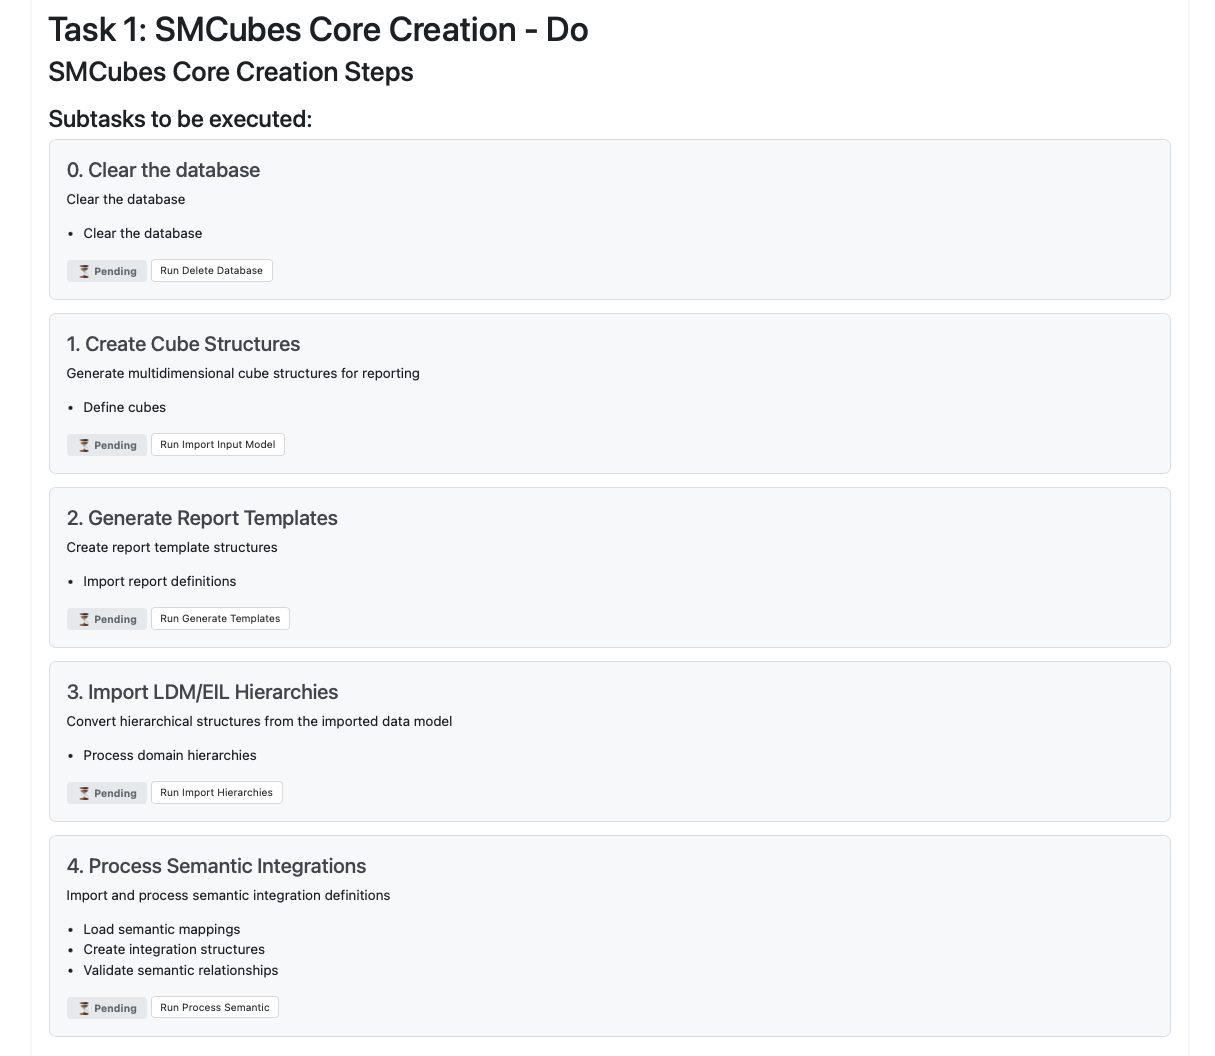 Task 1: SMCubes Core Creation - Do
SMCubes Core Creation Steps
Subtasks to be executed:
0. Clear the database
Clear the database
• Clear the database
⏳ Pending Run Delete Database
1. Create Cube Structures
Generate multidimensional cube structures for reporting
• Define cubes
⏳ Pending Run Import Input Model
2. Generate Report Templates
Create report template structures
• Import report definitions
⏳ Pending Run Generate Templates
3. Import LDM/EIL Hierarchies
Convert hierarchical structures from the imported data model
• Process domain hierarchies
⏳ Pending Run Import Hierarchies
4. Process Semantic Integrations
Import and process semantic integration definitions
• Load semantic mappings
• Create integration structures
• Validate semantic relationships
⏳ Pending Run Process Semantic